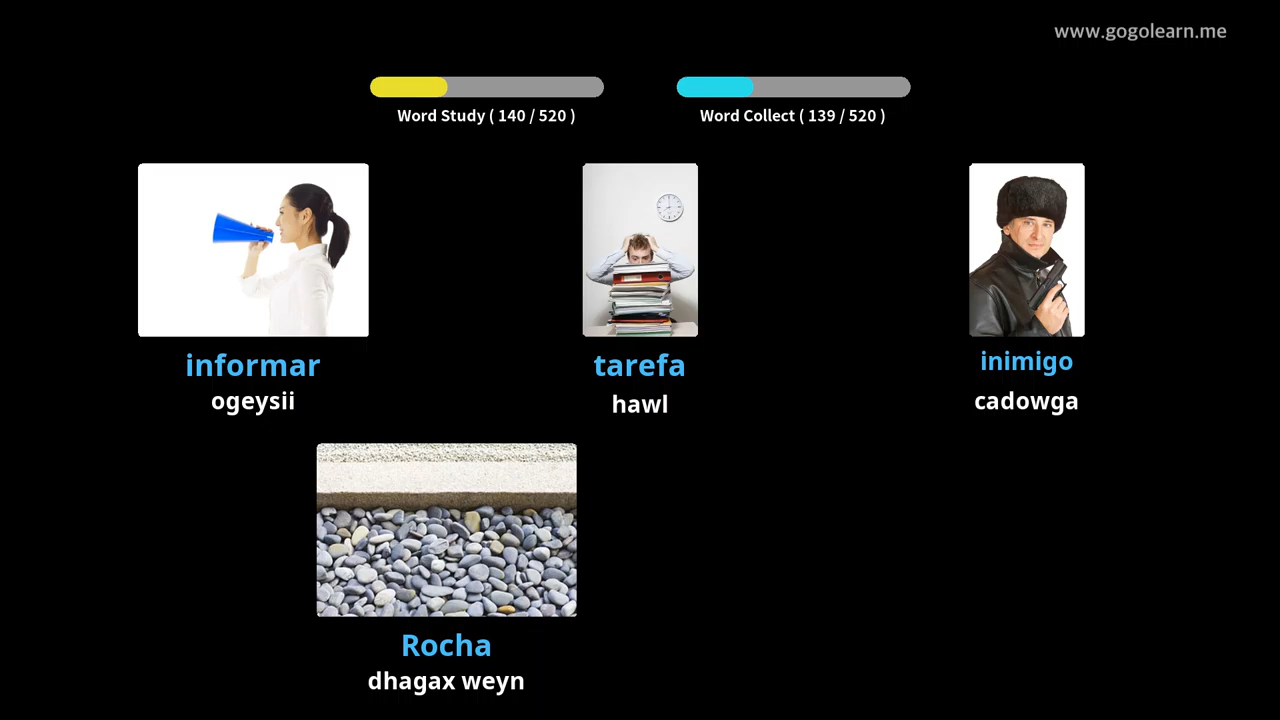 www.gogolearn.me
Word Study ( 140 / 520 )
Word Collect ( 139 / 520 )
informar
ogeysii
tarefa
hawl
inimigo
cadowga
Rocha
dhagax weyn